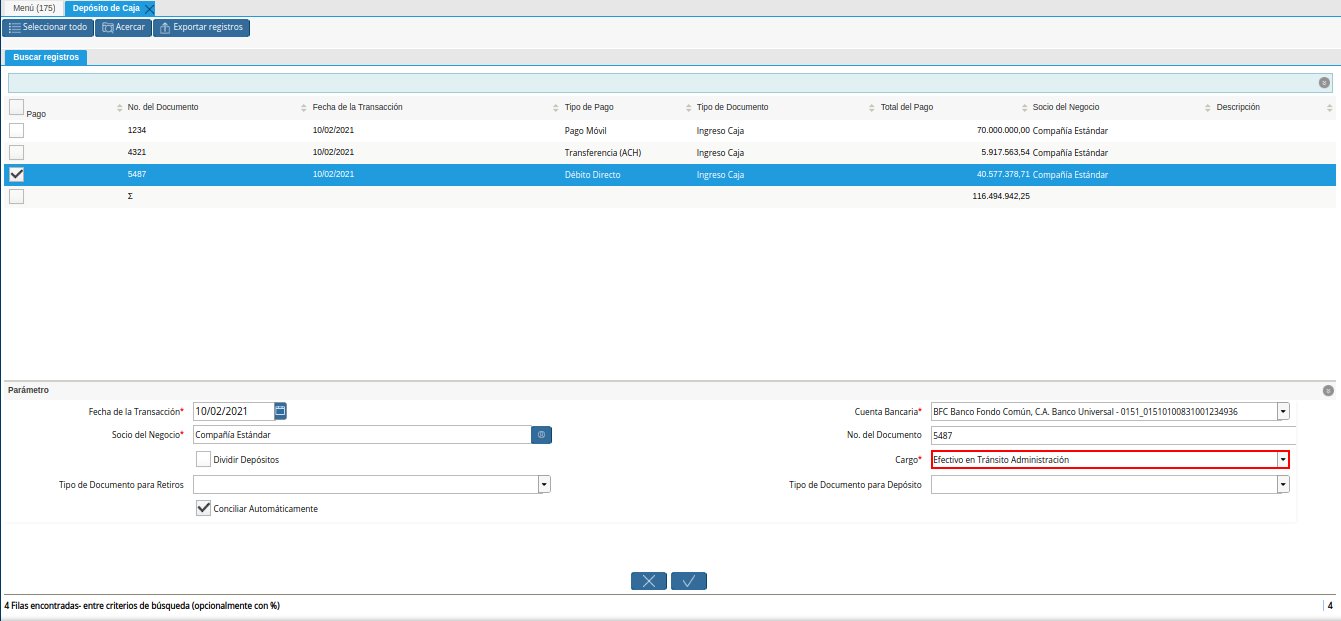 Menú (175) Depósito de Caja
Seleccionar todo Acercar Exportar registros
Buscar registros
Pago No. del Documento Fecha de la Transacción Tipo de Pago Tipo de Documento Total del Pago Socio del Negocio Descripción
1234 10/02/2021 Pago Móvil Ingreso Caja 70.000.000,00 Compañía Estándar
4321 10/02/2021 Transferencia (ACH) Ingreso Caja 5.917.563,54 Compañía Estándar
5487 10/02/2021 Débito Directo Ingreso Caja 40.577.378,71 Compañía Estándar
Σ 116.494.942,25
Parámetro
Fecha de la Transacción* 10/02/2021 Cuenta Bancaria* BFC Banco Fondo Común, C.A. Banco Universal - 0151_01510100831001234936
Socio del Negocio* Compañía Estándar No. del Documento 5487
Dividir Depósitos Cargo* Efectivo en Tránsito Administración
Tipo de Documento para Retiros Tipo de Documento para Depósito
Conciliar Automáticamente
4 Filas encontradas- entre criterios de búsqueda (opcionalmente con %) 4